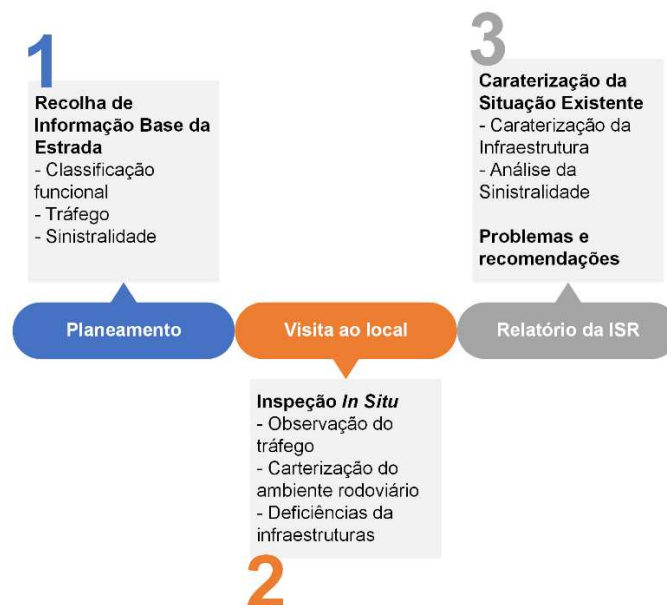 1
Recolha de
Informação Base da
Estrada
- Classificação
funcional
- Tráfego
- Sinistralidade
Planeamento
Visita ao local
Inspeção In Situ
- Observação do
tráfego
- Carterização do
ambiente rodoviário
- Deficiências da
infraestruturas
2
3
Caraterização da
Situação Existente
- Caraterização da
Infraestrutura
- Análise da
Sinistralidade
Problemas e
recomendações
Relatório da ISR